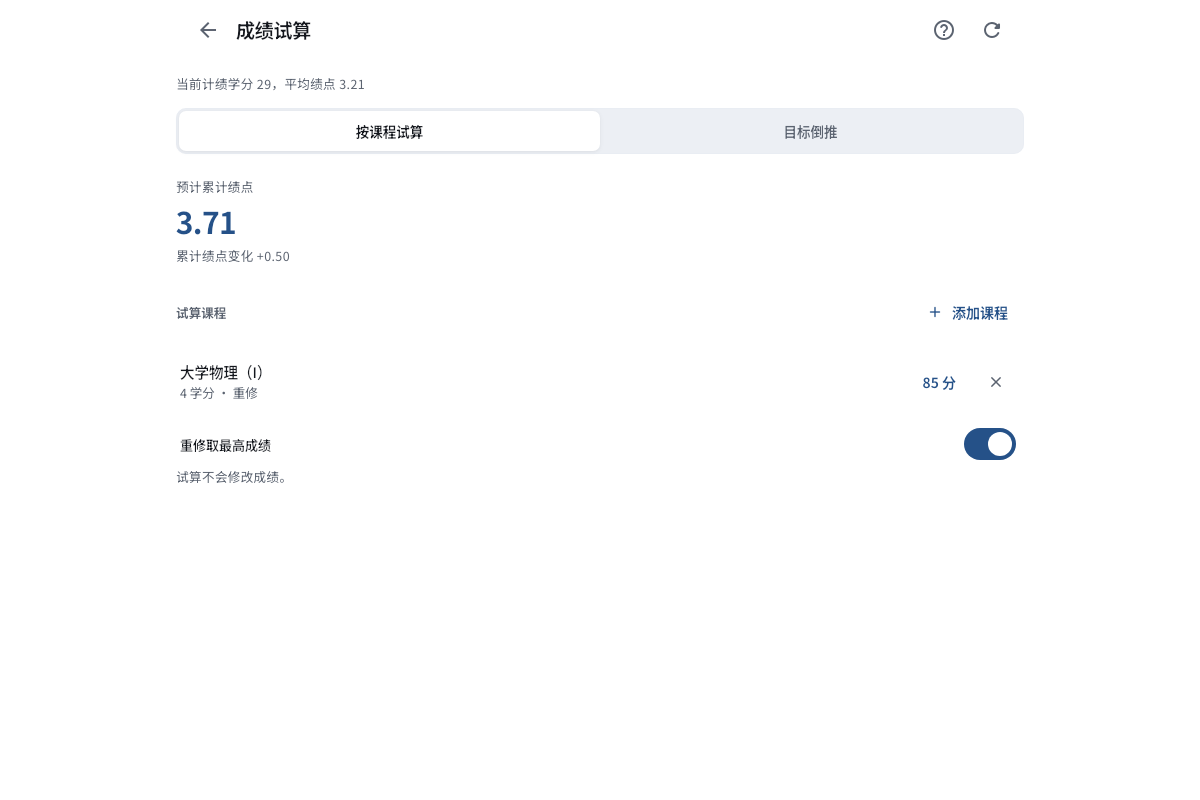 成绩试算
当前计绩学分 29，平均绩点 3.21
按课程试算
目标倒推
预计累计绩点
3.71
累计绩点变化 +0.50
试算课程
添加课程
大学物理（I）
4 学分 · 重修
85 分
重修取最高成绩
试算不会修改成绩。